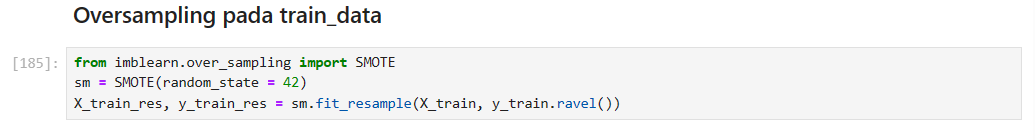 Oversampling pada train_data
[185]: from imblearn.over_sampling import SMOTE
sm = SMOTE(random_state = 42)
X_train_res, y_train_res = sm.fit_resample(X_train, y_train.ravel())